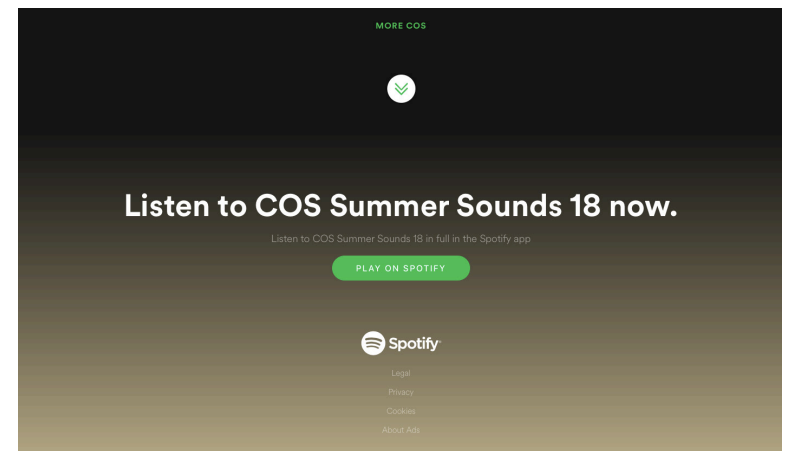 MORE COS
Listen to COS Summer Sounds 18 now.
Listen to COS Summer Sounds 18 in full in the Spotify app
PLAY ON SPOTIFY
Spotify
Legal
Privacy
Cookies
About Ads